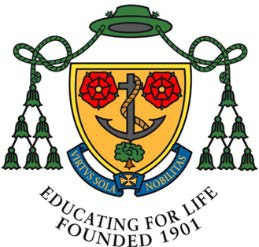 VIRTVS SOLA NOBILITAS
EDUCATING FOR LIFE
FOUNDED 1901